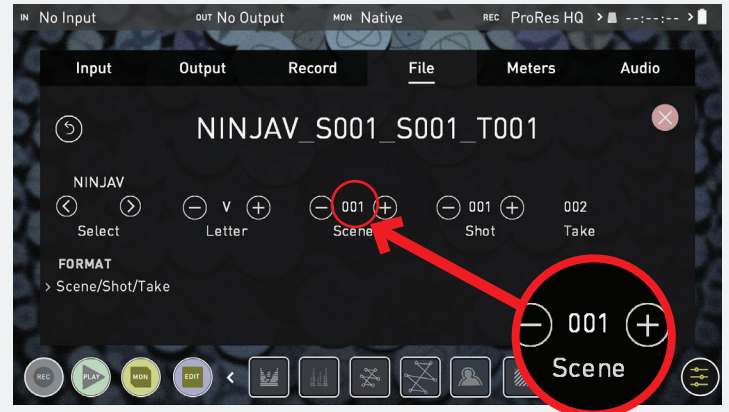 IN No Input OUT No Output MON Native REC ProRes HQ > --:--:-- >
Input Output Record File Meters Audio
NINJAV_S001_S001_T001
NINJAV
V 001 001 002
Select Letter Scene Shot Take
FORMAT
> Scene/Shot/Take
001
Scene
REC PLAY MON EDIT